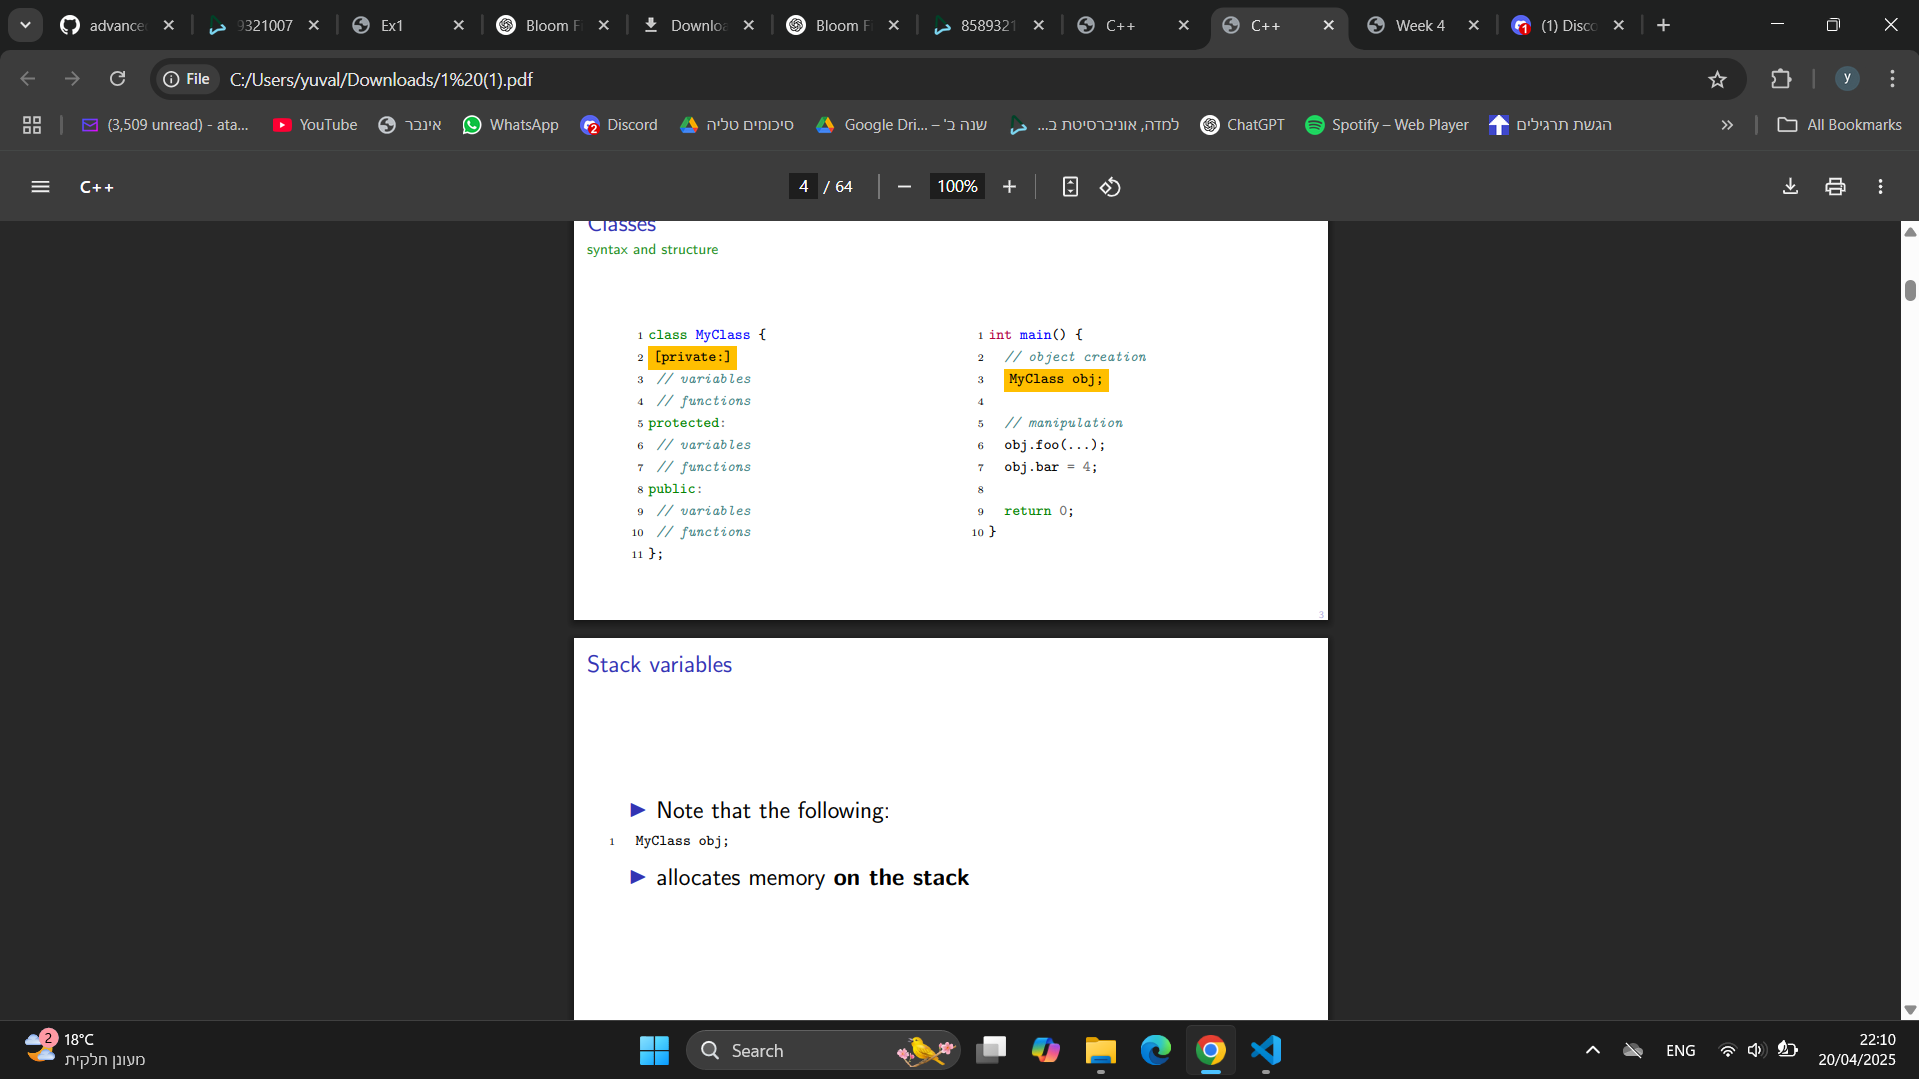 advance
9321007
Ex1
Bloom Fi
Downloa
Bloom Fi
8589321
C++
C++
Week 4
(1) Disco
File
C:/Users/yuval/Downloads/1%20(1).pdf
y
(3,509 unread) - ata...
YouTube
אינבר
WhatsApp
2
Discord
סיכומים טליה
Google Dri... – שנה ב'
למדה, אוניברסיטת ב...
ChatGPT
Spotify – Web Player
הגשת תרגילים
All Bookmarks
C++
4 / 64
100%
Classes
syntax and structure
1 class MyClass {
2 [private:]
3 // variables
4 // functions
5 protected:
6 // variables
7 // functions
8 public:
9 // variables
10 // functions
11 };
1 int main() {
2 // object creation
3 MyClass obj;
4
5 // manipulation
6 obj.foo(...);
7 obj.bar = 4;
8
9 return 0;
10 }
3
Stack variables
Note that the following:
1 MyClass obj;
allocates memory on the stack
2
18°C
מעונן חלקית
Search
ENG
22:10
20/04/2025